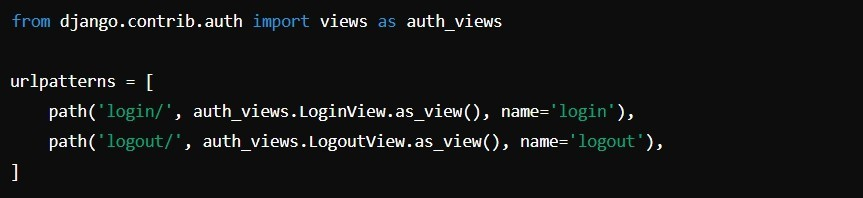 from django.contrib.auth import views as auth_views
urlpatterns = [
    path('login/', auth_views.LoginView.as_view(), name='login'),
    path('logout/', auth_views.LogoutView.as_view(), name='logout'),
]